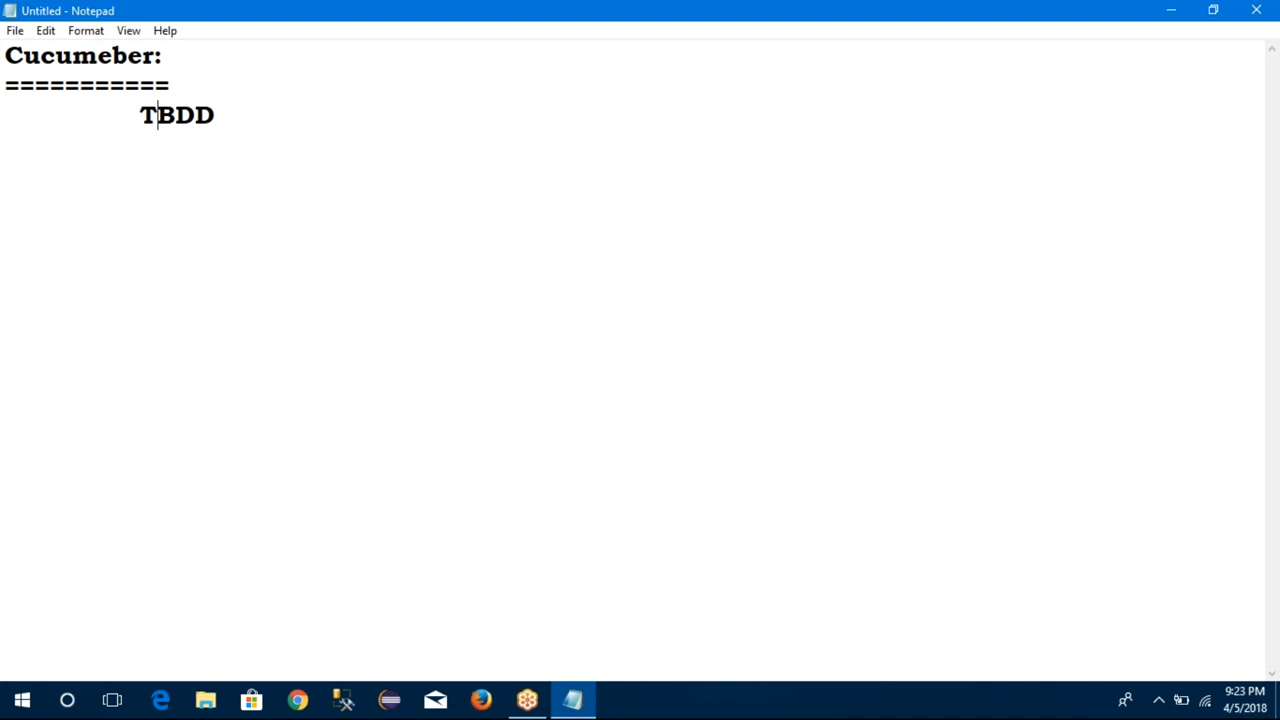 Untitled - Notepad
File Edit Format View Help
Cucumeber:
===========
TBDD
9:23 PM
4/5/2018